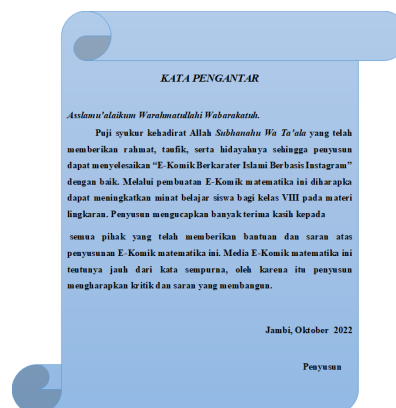 KATA PENGANTAR
Asslamu'alaikum Warahmatullahi Wabarakatuh.
Puji syukur kehadirat Allah Subhanahu Wa Ta'ala yang telah
memberikan rahmat, taufik, serta hidayahnya sehingga penyusun
dapat menyelesaikan “E-Komik Berkarater Islami Berbasis Instagram”
dengan baik. Melalui pembuatan E-Komik matematika ini diharapka
dapat meningkatkan minat belajar siswa bagi kelas VIII pada materi
lingkaran. Penyusun mengucapkan banyak terima kasih kepada
semua pihak yang telah memberikan bantuan dan saran atas
penyusunan E-Komik matematika ini. Media E-Komik matematika ini
tentunya jauh dari kata sempurna, oleh karena itu penyusun
mengharapkan kritik dan saran yang membangun.
Jambi, Oktober 2022
Penyusun